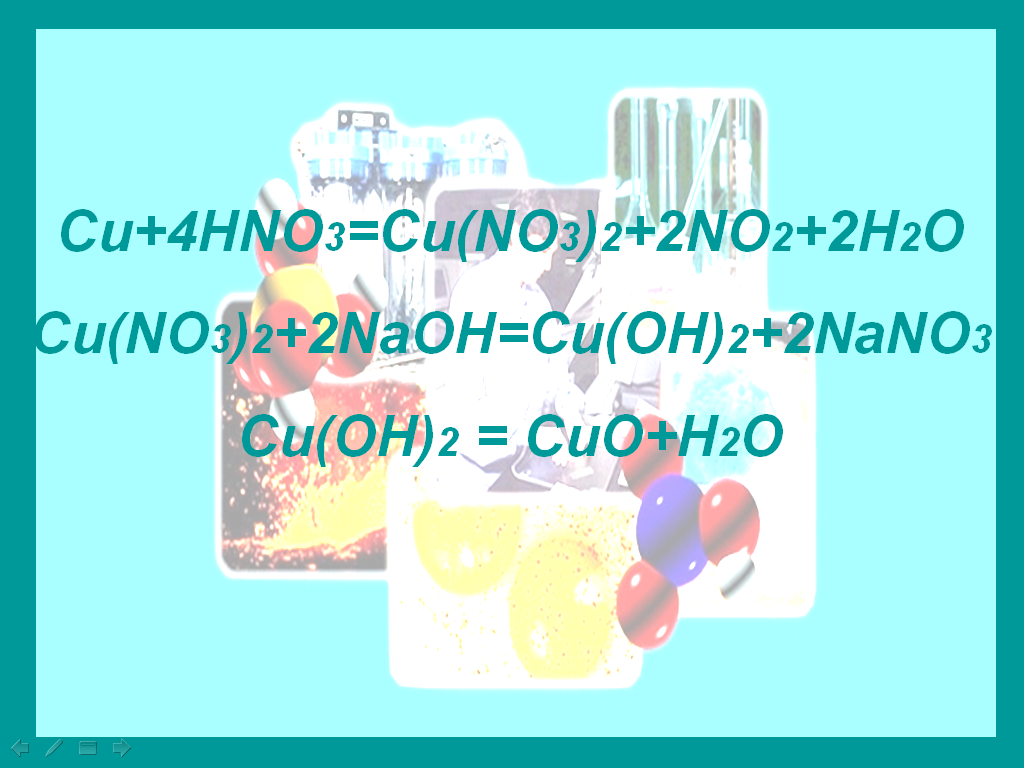 Cu+4HNO3=Cu(NO3)2+2NO2+2H2O
Cu(NO3)2+2NaOH=Cu(OH)2+2NaNO3
Cu(OH)2 = CuO+H2O